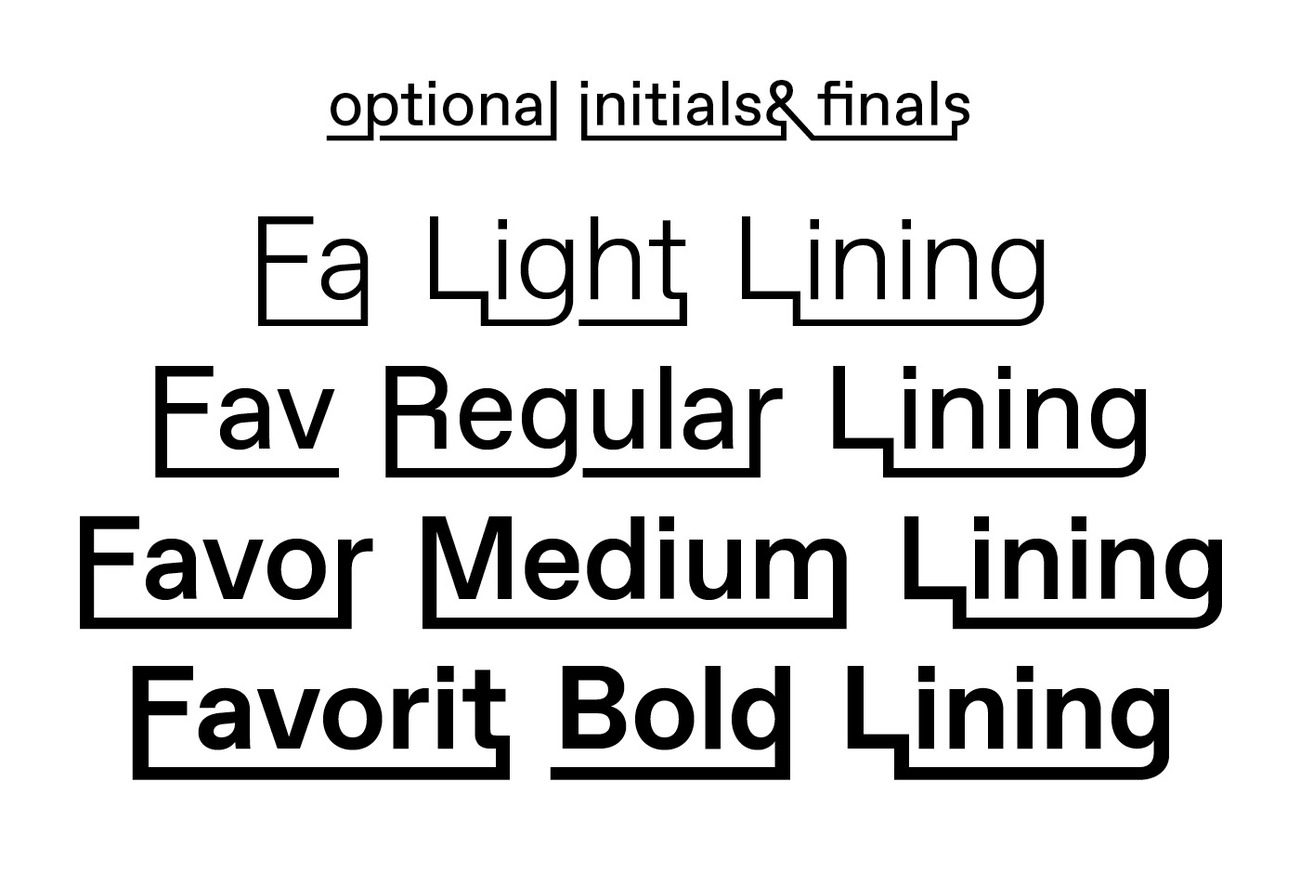 optional initials & finals
Fa Light Lining
Fav Regular Lining
Favor Medium Lining
Favorit Bold Lining